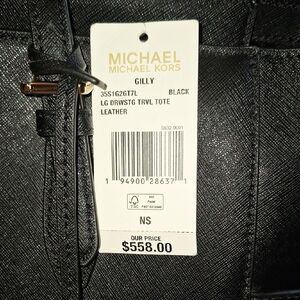 MICHAEL
MICHAEL KORS
GILLY
35S1G2GT7L BLACK
LG DRWSTG TRVL TOTE
LEATHER
1 94900 28637 1
FSC
NS
OUR PRICE
$558.00